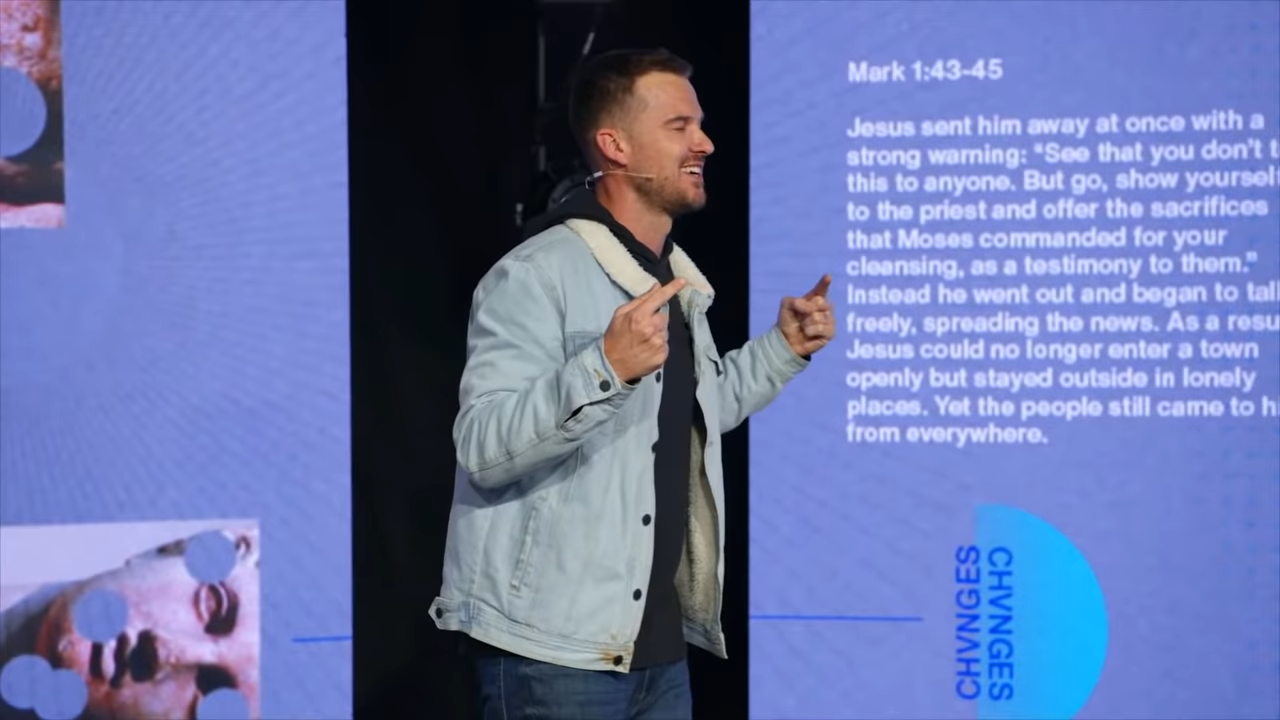 Mark 1:43-45
Jesus sent him away at once with a
strong warning: “See that you don’t
this to anyone. But go, show
to the priest and offer the sacrifices
that Moses commanded for your
cleansing, as a testimony to them.”
Instead he went out and began to
freely, spreading the news. As a
Jesus could no longer enter a town
openly but stayed outside in lonely
places. Yet the people still came to
from everywhere.
CHVNGES
CHVNGES